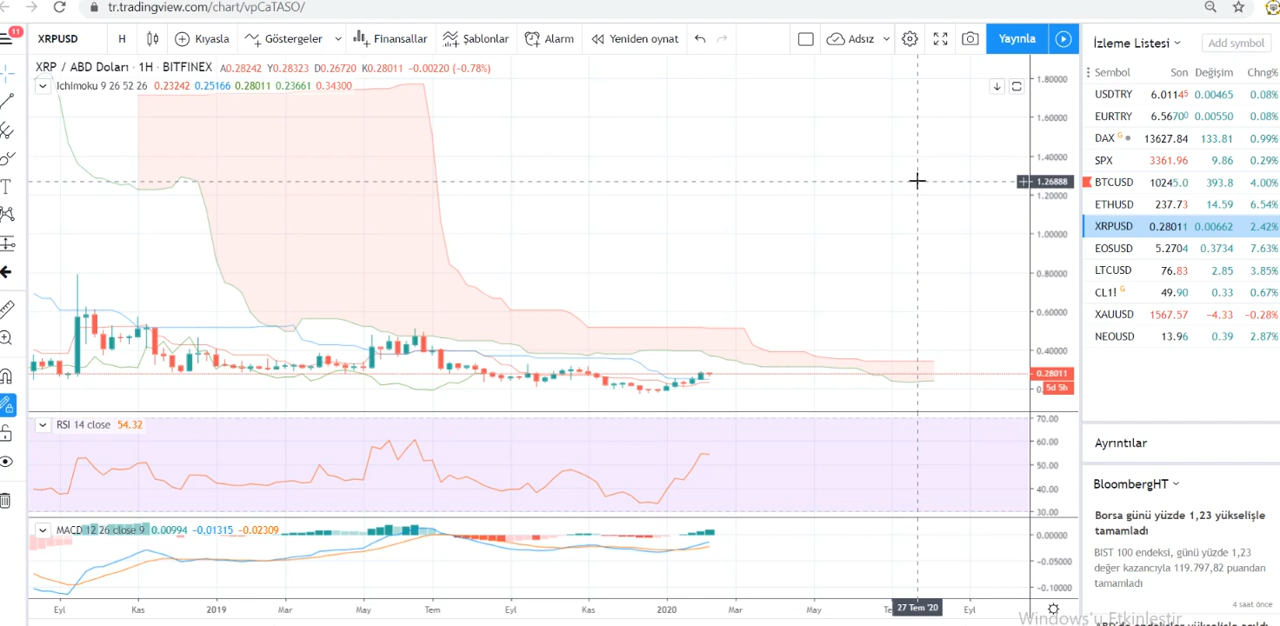 tr.tradingview.com/chart/vpCaTASO/
11
XRPUSD H Kıyasla Göstergeler Finansallar Şablonlar Alarm Yeniden oynat Adsız Yayınla
XRP / ABD Doları · 1H · BITFINEX A0.28242 Y0.28323 D0.26720 K0.28011 -0.00220 (-0.78%)
Ichimoku 9 26 52 26 0.23242 0.25166 0.28011 0.23661 0.34300
1.80000
1.60000
1.40000
1.26888
1.20000
1.00000
0.80000
0.60000
0.40000
0.28011
5d 5h
RSI 14 close 54.32
70.00
60.00
50.00
40.00
30.00
MACD 12 26 close 9 0.00994 -0.01315 -0.02309
0.00000
-0.05000
-0.10000
Eyl Kas 2019 Mar May Tem Eyl Kas 2020 Mar May 27 Tem '20 Eyl
İzleme Listesi Add symbol
Sembol Son Değişim Chng%
USDTRY 6.01145 0.00465 0.08%
EURTRY 6.56700 0.00550 0.08%
DAX G 13627.84 133.81 0.99%
SPX 3361.96 9.86 0.29%
BTCUSD 10245.0 393.8 4.00%
ETHUSD 237.73 14.59 6.54%
XRPUSD 0.28011 0.00662 2.42%
EOSUSD 5.2704 0.3734 7.63%
LTCUSD 76.83 2.85 3.85%
CL1! G 49.90 0.33 0.67%
XAUUSD 1567.57 -4.33 -0.28%
NEOUSD 13.96 0.39 2.87%
Ayrıntılar
BloombergHT
Borsa günü yüzde 1,23 yükselişle
tamamladı
BIST 100 endeksi, günü yüzde 1,23
değer kazancıyla 119.797,82 puandan
tamamladı
4 saat önce
Windows'u Etkinleştir